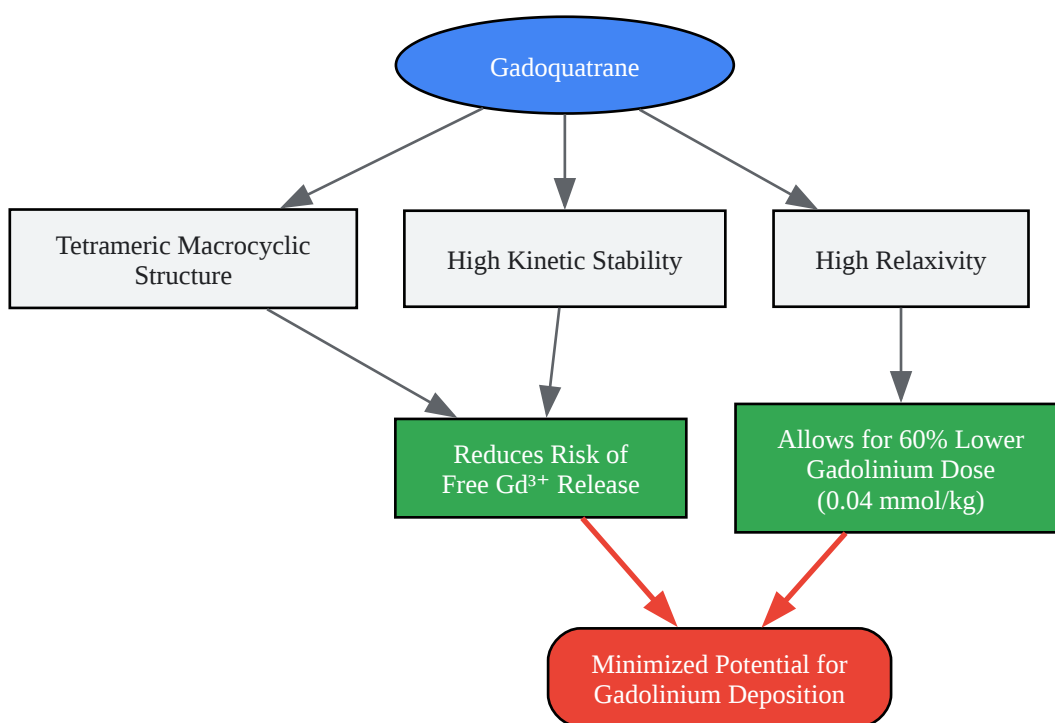 Gadoquatrane
Tetrameric Macrocyclic
Structure
High Kinetic Stability
High Relaxivity
Reduces Risk of
Free Gd³⁺ Release
Allows for 60% Lower
Gadolinium Dose
(0.04 mmol/kg)
Minimized Potential for
Gadolinium Deposition